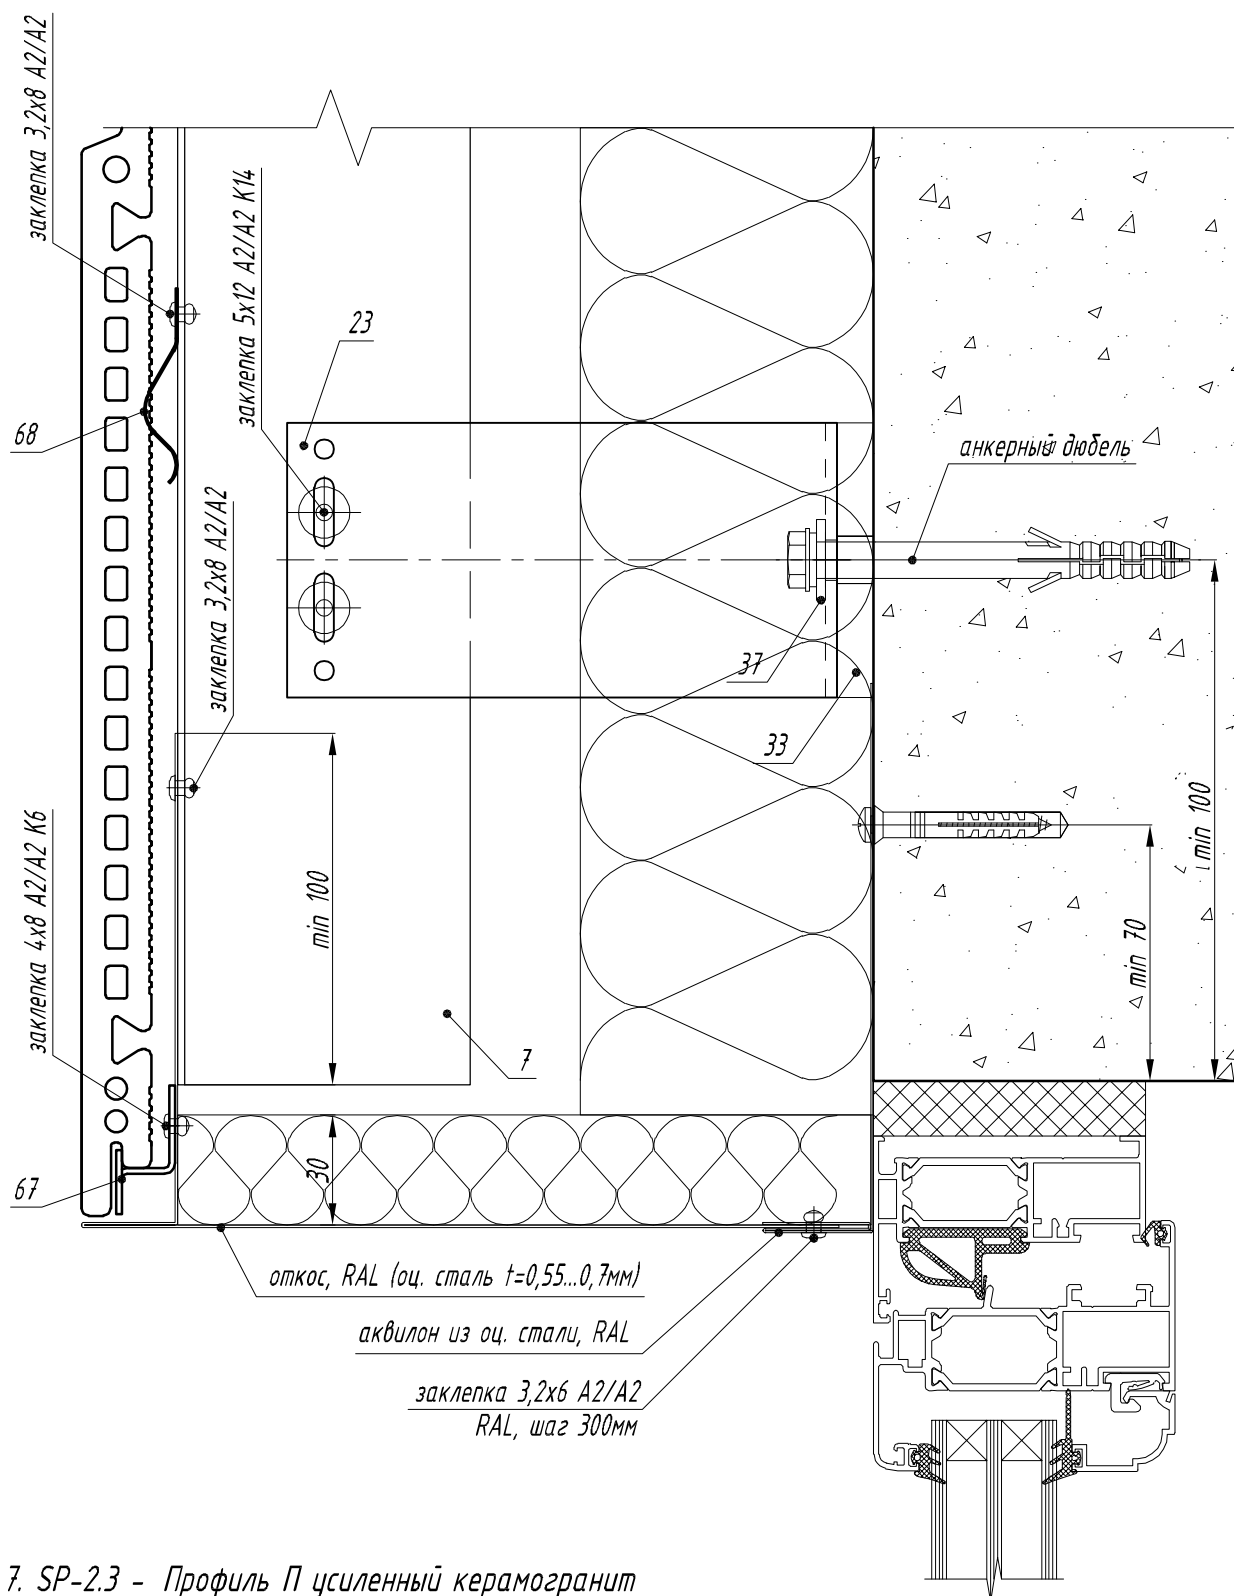 заклепка 3,2х8 А2/А2
заклепка 5х12 А2/А2 К14
23
68
анкерный дюбель
заклепка 3,2х8 А2/А2
37
33
заклепка 4х8 А2/А2 К6
min 100
min 100
min 70
7
30
67
откос, RAL (оц. сталь t=0,55...0,7мм)
аквилон из оц. стали, RAL
заклепка 3,2х6 А2/А2
RAL, шаг 300мм
7. SP-2.3 - Профиль П усиленный керамогранит